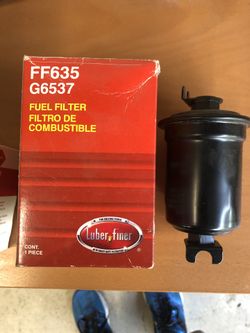 FF635
G6537
FUEL FILTER
FILTRO DE
COMBUSTIBLE
Luber-finer
CONT.
1 PIECE